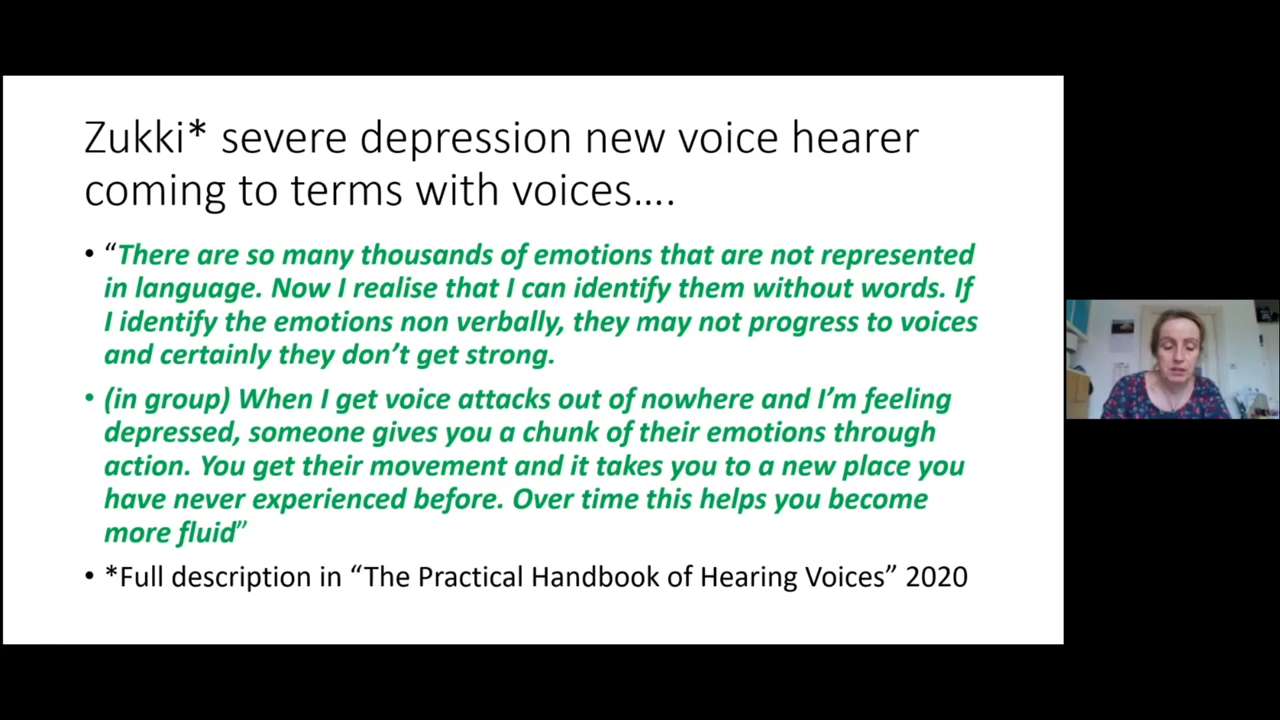 Zukki* severe depression new voice hearer
coming to terms with voices....
• “There are so many thousands of emotions that are not represented
in language. Now I realise that I can identify them without words. If
I identify the emotions non verbally, they may not progress to voices
and certainly they don’t get strong.
• (in group) When I get voice attacks out of nowhere and I’m feeling
depressed, someone gives you a chunk of their emotions through
action. You get their movement and it takes you to a new place you
have never experienced before. Over time this helps you become
more fluid”
• *Full description in “The Practical Handbook of Hearing Voices” 2020